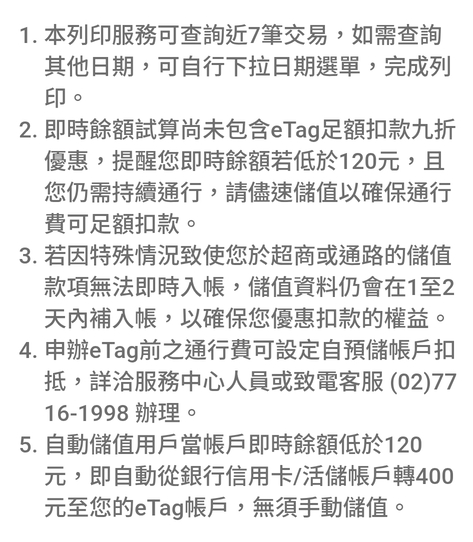 1. 本列印服務可查詢近7筆交易，如需查詢
其他日期，可自行下拉日期選單，完成列
印。
2. 即時餘額試算尚未包含eTag足額扣款九折
優惠，提醒您即時餘額若低於120元，且
您仍需持續通行，請儘速儲值以確保通行
費可足額扣款。
3. 若因特殊情況致使您於超商或通路的儲值
款項無法即時入帳，儲值資料仍會在1至2
天內補入帳，以確保您優惠扣款的權益。
4. 申辦eTag前之通行費可設定自預儲帳戶扣
抵，詳洽服務中心人員或致電客服 (02)77
16-1998 辦理。
5. 自動儲值用戶當帳戶即時餘額低於120
元，即自動從銀行信用卡/活儲帳戶轉400
元至您的eTag帳戶，無須手動儲值。